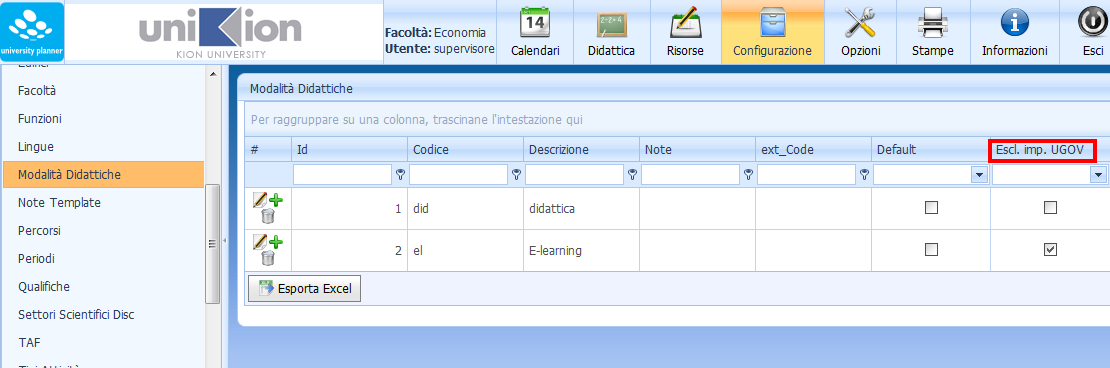 university planner
uniKion
KION UNIVERSITY
Facoltà: Economia
Utente: supervisore
14
Calendari
Didattica
Risorse
Configurazione
Opzioni
Stampe
Informazioni
Esci
Facoltà
Funzioni
Lingue
Modalità Didattiche
Note Template
Percorsi
Periodi
Qualifiche
Settori Scientifici Disc
TAF
Modalità Didattiche
Per raggruppare su una colonna, trascinane l'intestazione qui
# Id Codice Descrizione Note ext_Code Default Escl. imp. UGOV
1 did didattica
2 el E-learning
Esporta Excel